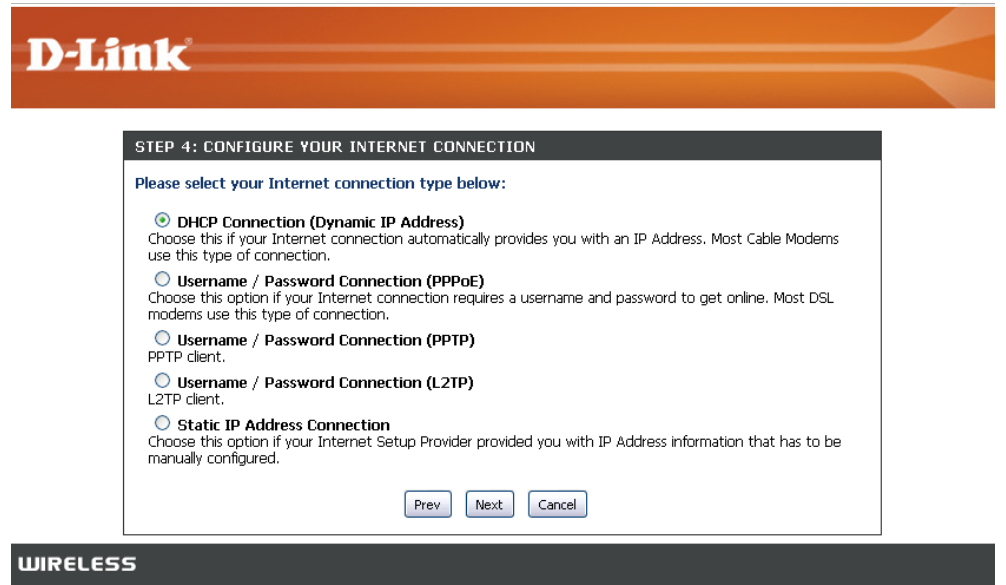 D-Link®
STEP 4: CONFIGURE YOUR INTERNET CONNECTION
Please select your Internet connection type below:
DHCP Connection (Dynamic IP Address)
Choose this if your Internet connection automatically provides you with an IP Address. Most Cable Modems
use this type of connection.
Username / Password Connection (PPPoE)
Choose this option if your Internet connection requires a username and password to get online. Most DSL
modems use this type of connection.
Username / Password Connection (PPTP)
PPTP client.
Username / Password Connection (L2TP)
L2TP client.
Static IP Address Connection
Choose this option if your Internet Setup Provider provided you with IP Address information that has to be
manually configured.
Prev Next Cancel
WIRELESS